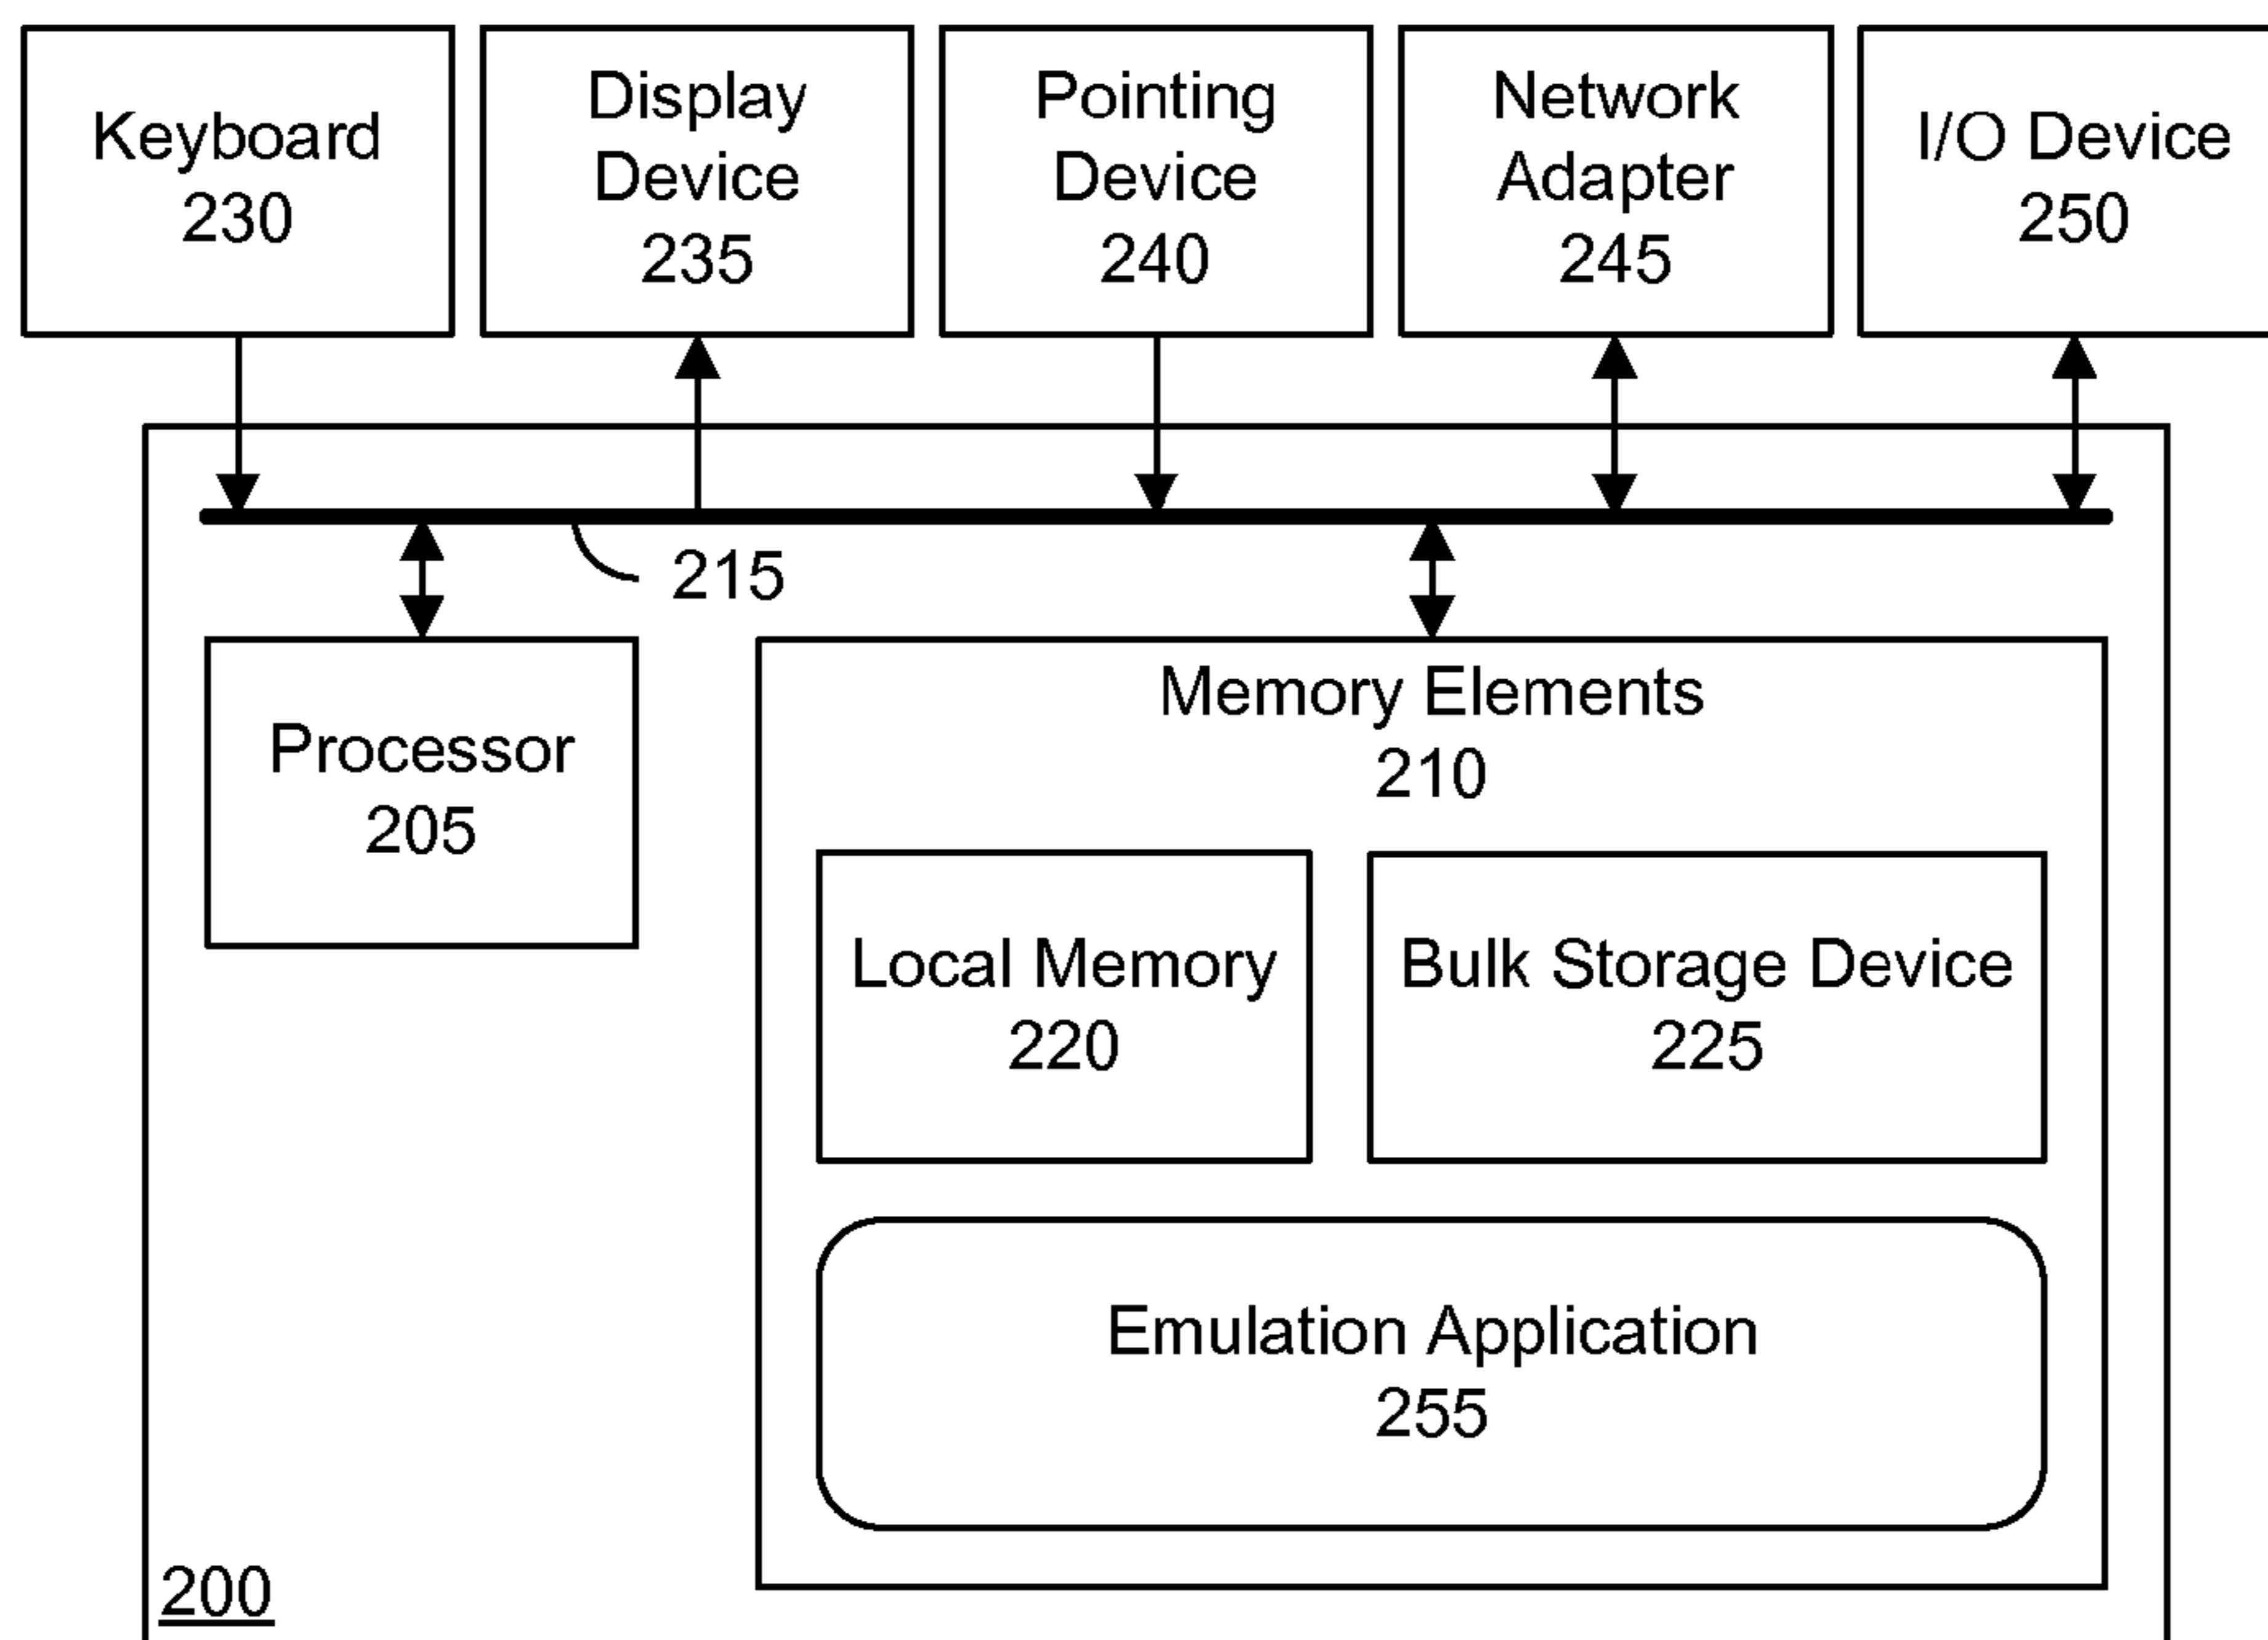 Keyboard
230
Display
Device
235
Pointing
Device
240
Network
Adapter
245
I/O Device
250
215
Processor
205
Memory Elements
210
Local Memory
220
Bulk Storage Device
225
Emulation Application
255
200